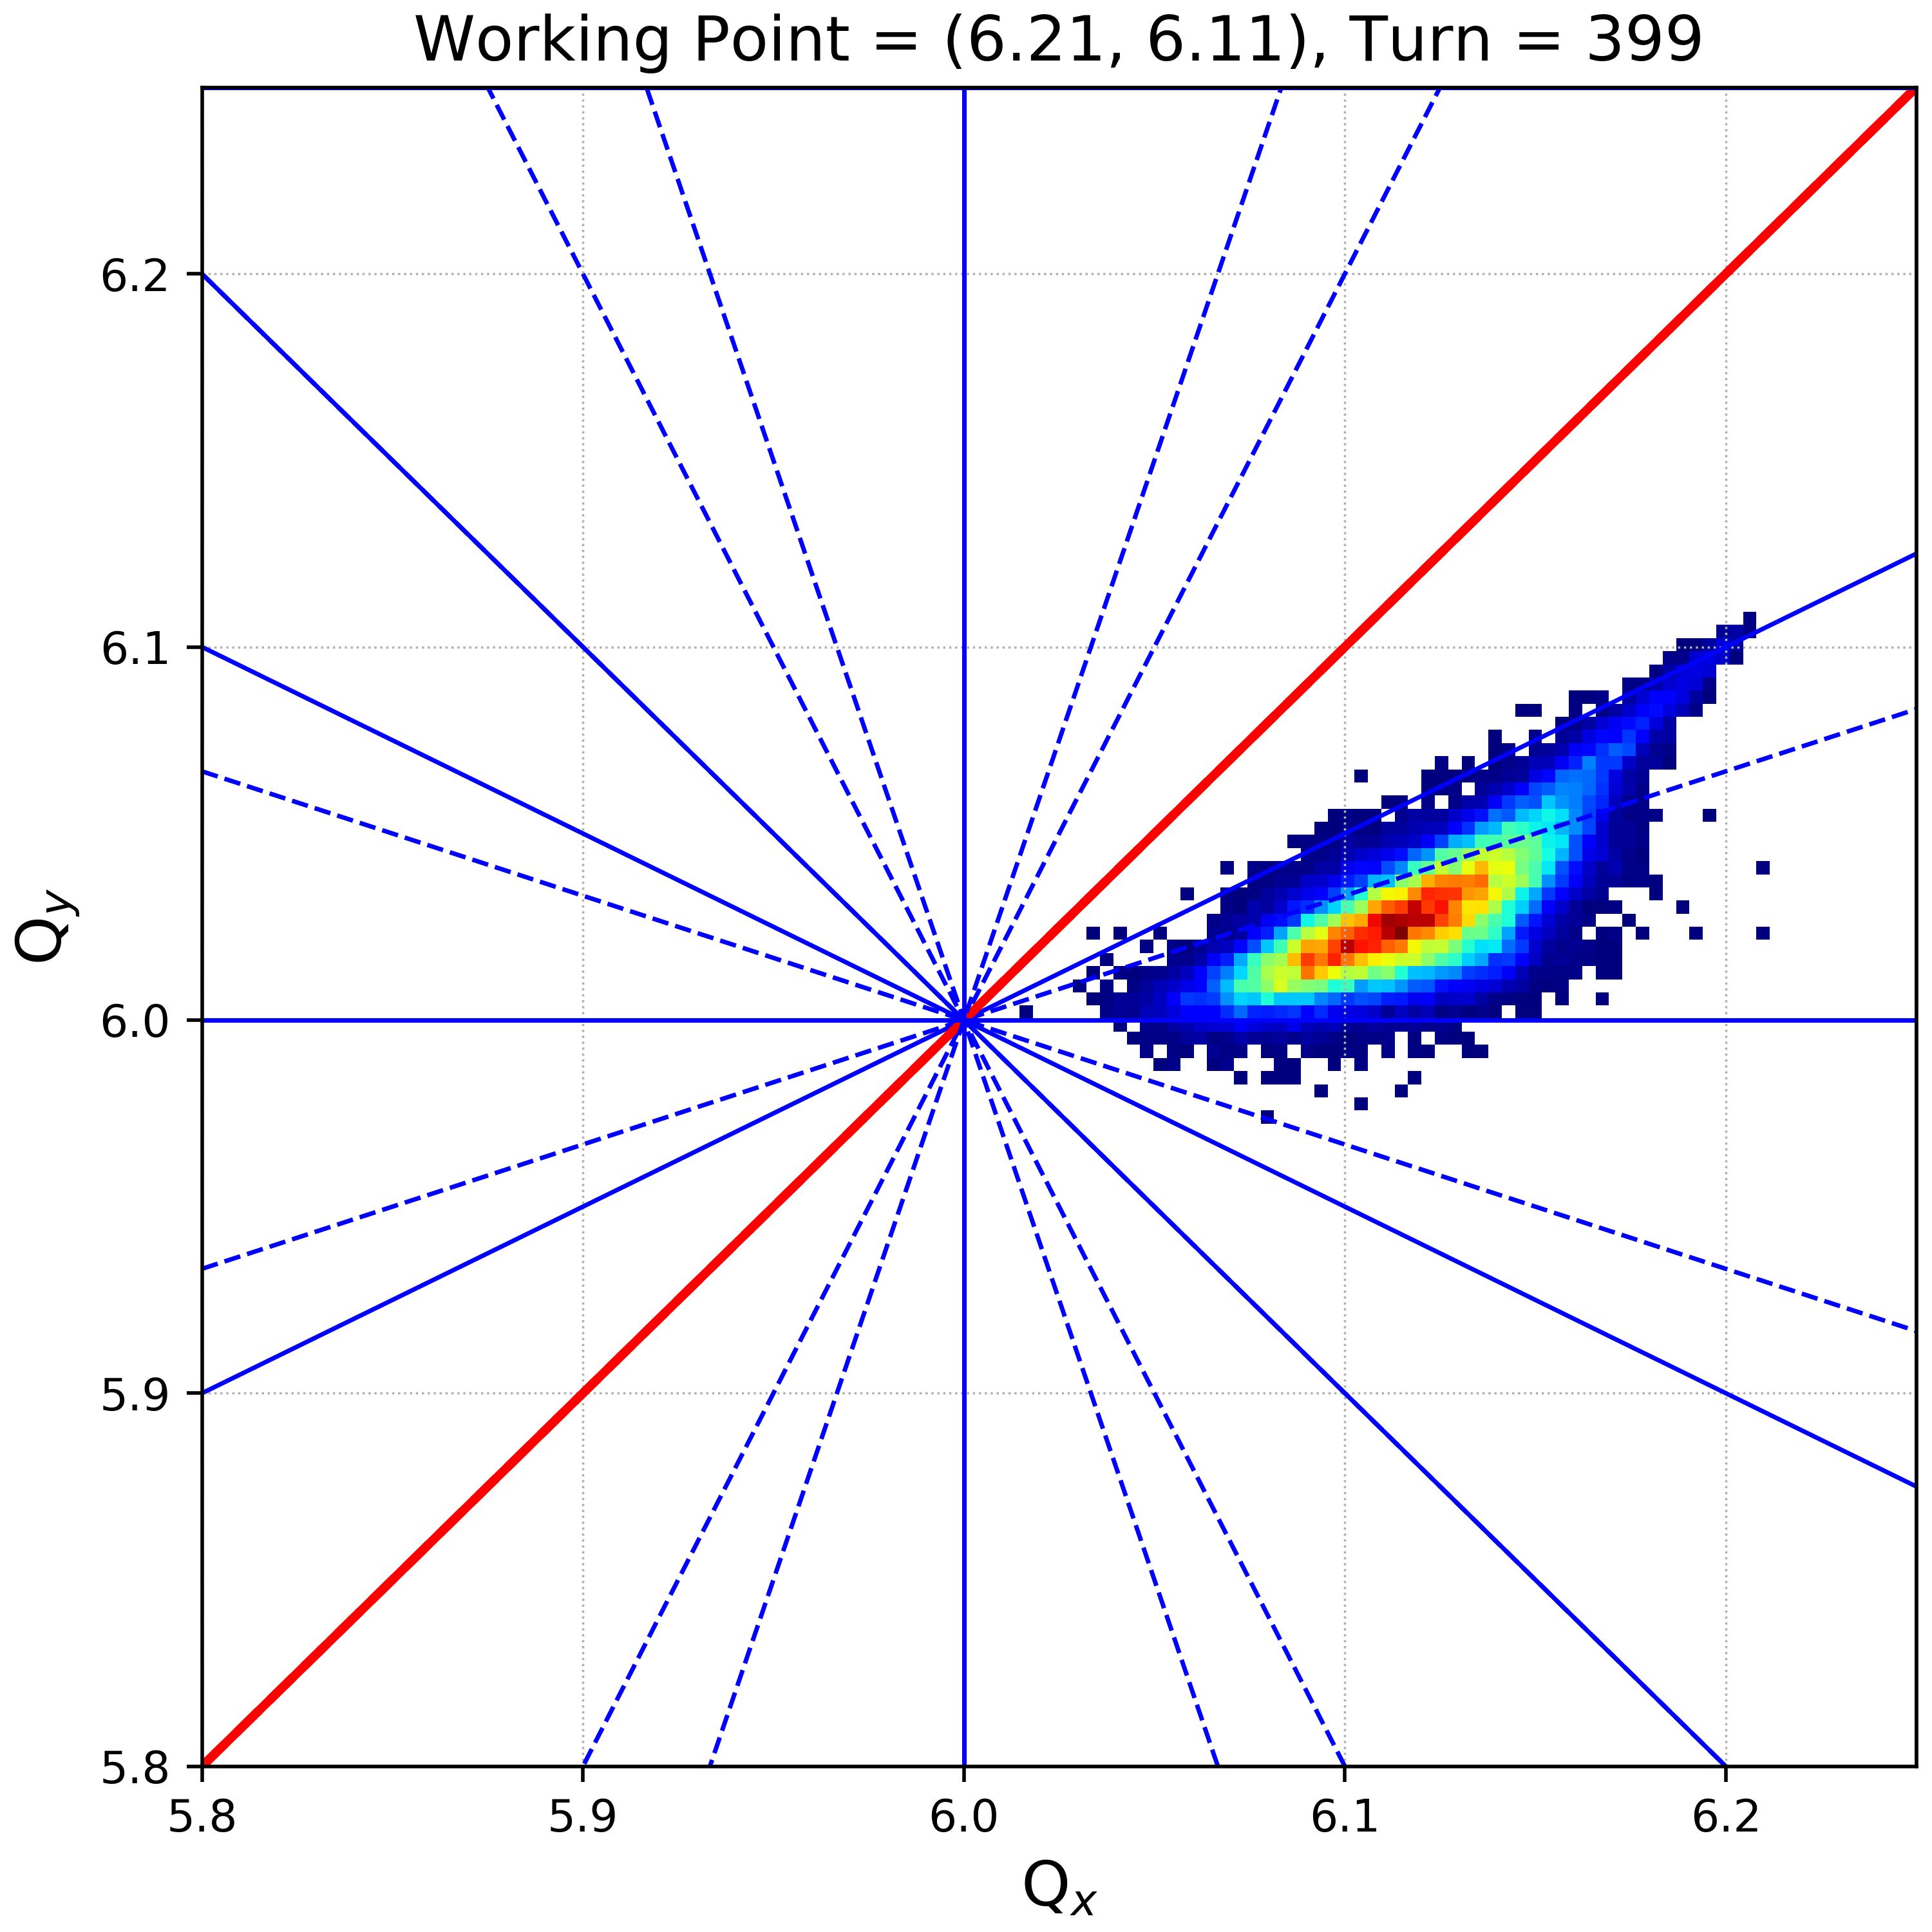 Working Point = (6.21, 6.11), Turn = 399
6.2
6.1
6.0
5.9
5.8
Qy
5.8 5.9 6.0 6.1 6.2
Qx